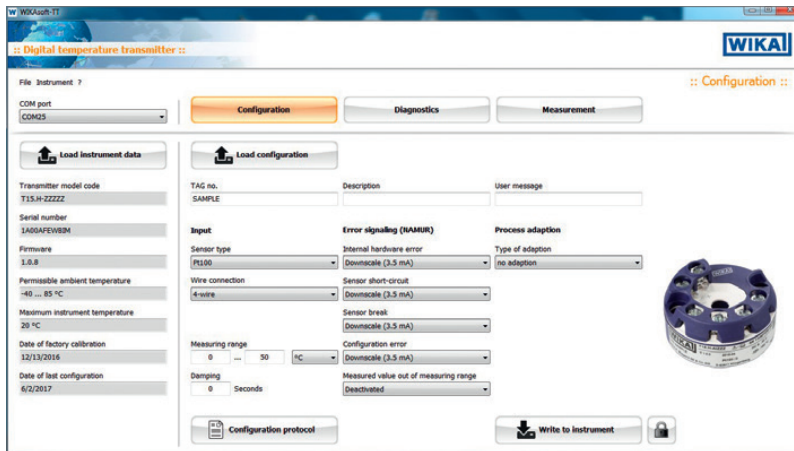 WIKAsoft-TT
:: Digital temperature transmitter ::
WIKA
File Instrument ?
:: Configuration ::
COM port
COM25
Configuration
Diagnostics
Measurement
Load instrument data
Load configuration
Transmitter model code
T15.H-ZZZZZ
Serial number
1A00AFEWBIM
Firmware
1.0.8
Permissible ambient temperature
-40 ... 85 °C
Maximum instrument temperature
20 °C
Date of factory calibration
12/13/2016
Date of last configuration
6/2/2017
TAG no.
SAMPLE
Description
User message
Input
Sensor type
Pt100
Wire connection
4-wire
Measuring range
0 ... 50 °C
Damping
0 Seconds
Error signaling (NAMUR)
Internal hardware error
Downscale (3.5 mA)
Sensor short-circuit
Downscale (3.5 mA)
Sensor break
Downscale (3.5 mA)
Configuration error
Downscale (3.5 mA)
Measured value out of measuring range
Deactivated
Process adaption
Type of adaption
no adaption
WIKA
Configuration protocol
Write to instrument